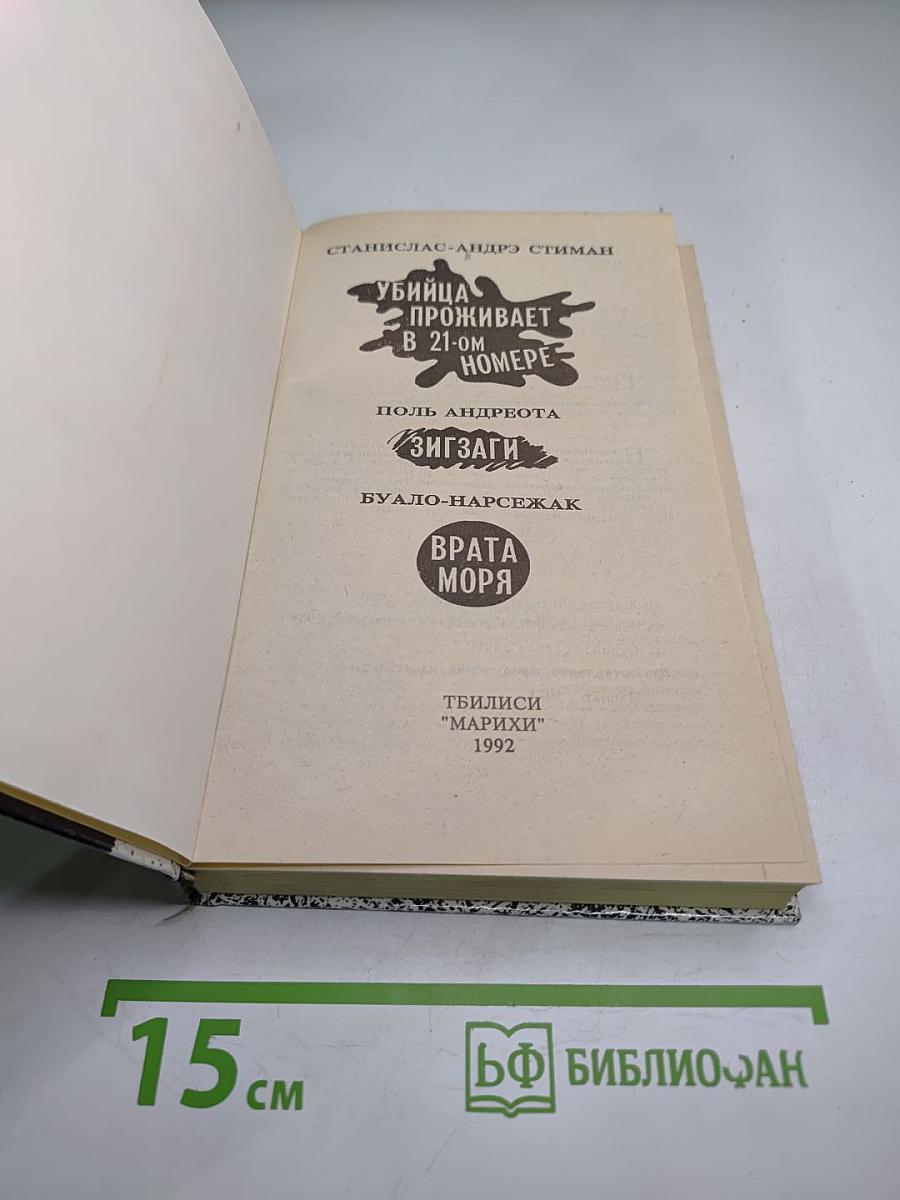 СТАНИСЛАС-АНДРЭ СТИМАН
УБИЙЦА
ПРОЖИВАЕТ
В 21-ом
НОМЕРЕ
ПОЛЬ АНДРЕОТА
ЗИГЗАГИ
БУАЛО-НАРСЕЖАК
ВРАТА
МОРЯ
ТБИЛИСИ
"МАРИХИ"
1992
15 см
БФ БИБЛИОФАН